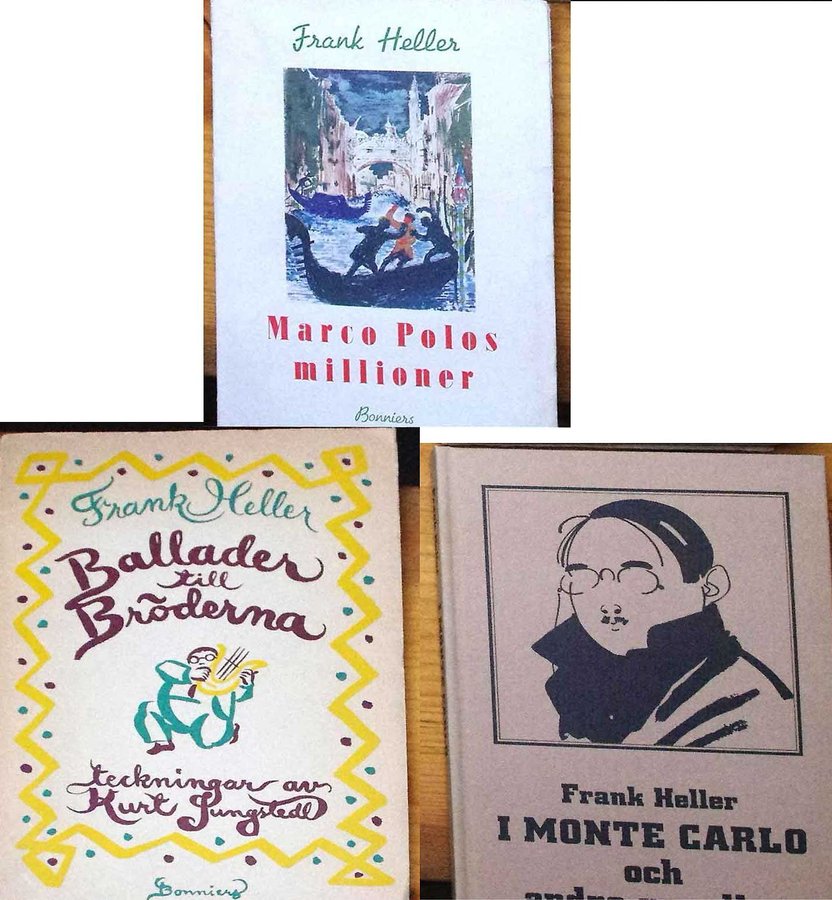 Frank Heller
Marco Polos
millioner
Bonniers
Frank Heller
Ballader
till
Bröderna
teckningar av
Kurt Jungstedt
Bonniers
Frank Heller
I MONTE CARLO
och